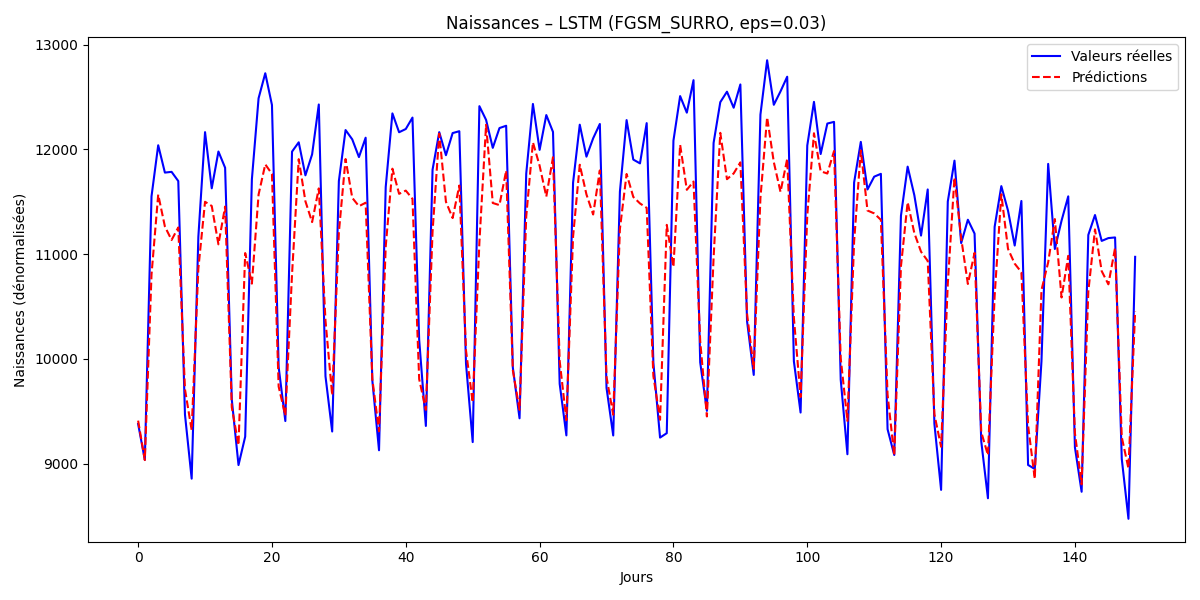 Naissances – LSTM (FGSM_SURRO, eps=0.03)
Valeurs réelles
Prédictions
Naissances (dénormalisées)
13000
12000
11000
10000
9000
0 20 40 60 80 100 120 140
Jours